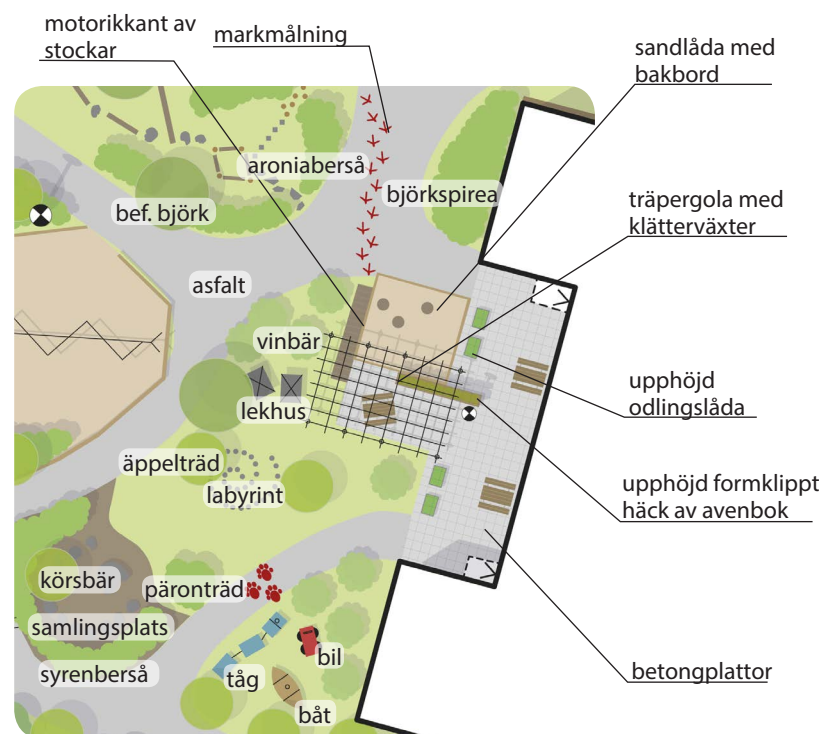 motorikkant av
stockar
markmålning
sandlåda med
bakbord
aroniaberså
björkspirea
bef. björk
träpergola med
klätterväxter
asfalt
vinbär
lekhus
upphöjd
odlingslåda
äppelträd
labyrint
upphöjd formklippt
häck av avenbok
körsbär
päronträd
samlingsplats
syrenberså
tåg
bil
båt
betongplattor